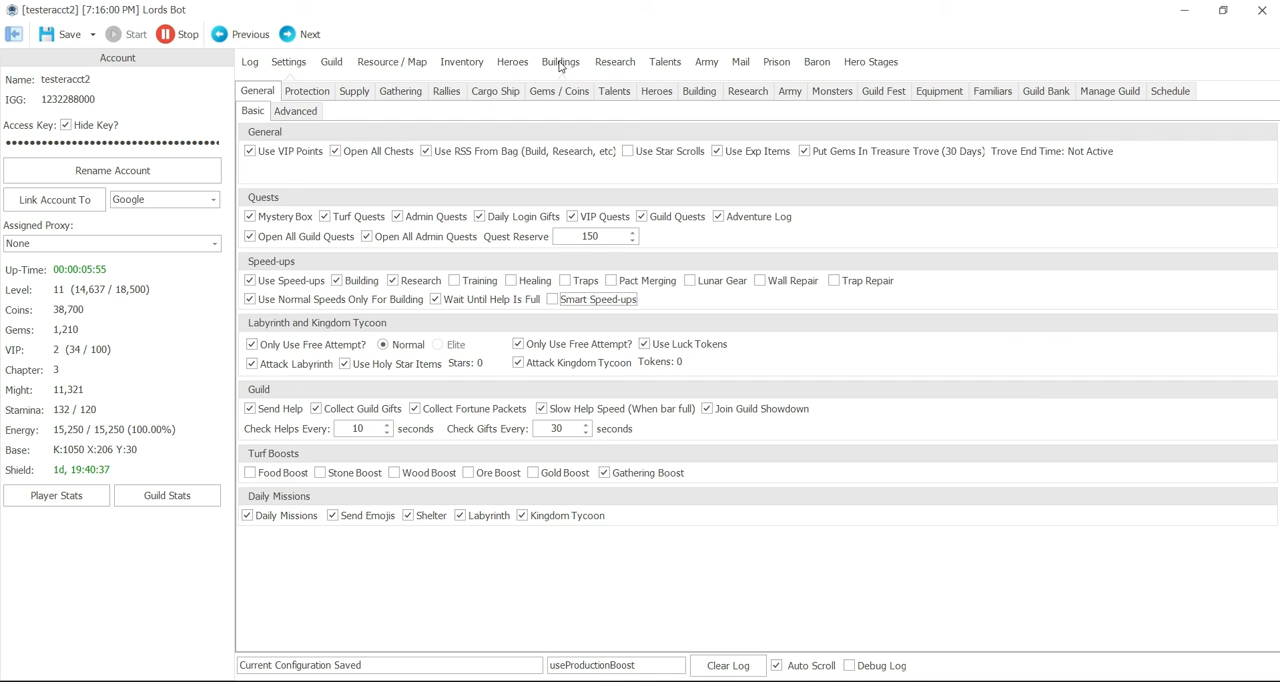 [testeracct2] [7:16:00 PM] Lords Bot
Save Start Stop Previous Next
Account
Name: testeracct2
IGG: 1232288000
Access Key: Hide Key?
Rename Account
Link Account To Google
Assigned Proxy:
None
Up-Time: 00:00:05:55
Level: 11 (14,637 / 18,500)
Coins: 38,700
Gems: 1,210
VIP: 2 (34 / 100)
Chapter: 3
Might: 11,321
Stamina: 132 / 120
Energy: 15,250 / 15,250 (100.00%)
Base: K:1050 X:206 Y:30
Shield: 1d, 19:40:37
Player Stats Guild Stats
Log Settings Guild Resource / Map Inventory Heroes Buildings Research Talents Army Mail Prison Baron Hero Stages
General Protection Supply Gathering Rallies Cargo Ship Gems / Coins Talents Heroes Building Research Army Monsters Guild Fest Equipment Familiars Guild Bank Manage Guild Schedule
Basic Advanced
General
Use VIP Points Open All Chests Use RSS From Bag (Build, Research, etc) Use Star Scrolls Use Exp Items Put Gems In Treasure Trove (30 Days) Trove End Time: Not Active
Quests
Mystery Box Turf Quests Admin Quests Daily Login Gifts VIP Quests Guild Quests Adventure Log
Open All Guild Quests Open All Admin Quests Quest Reserve 150
Speed-ups
Use Speed-ups Building Research Training Healing Traps Pact Merging Lunar Gear Wall Repair Trap Repair
Use Normal Speeds Only For Building Wait Until Help Is Full Smart Speed-ups
Labyrinth and Kingdom Tycoon
Only Use Free Attempt? Normal Elite Only Use Free Attempt? Use Luck Tokens
Attack Labyrinth Use Holy Star Items Stars: 0 Attack Kingdom Tycoon Tokens: 0
Guild
Send Help Collect Guild Gifts Collect Fortune Packets Slow Help Speed (When bar full) Join Guild Showdown
Check Helps Every: 10 seconds Check Gifts Every: 30 seconds
Turf Boosts
Food Boost Stone Boost Wood Boost Ore Boost Gold Boost Gathering Boost
Daily Missions
Daily Missions Send Emojis Shelter Labyrinth Kingdom Tycoon
Current Configuration Saved useProductionBoost Clear Log Auto Scroll Debug Log